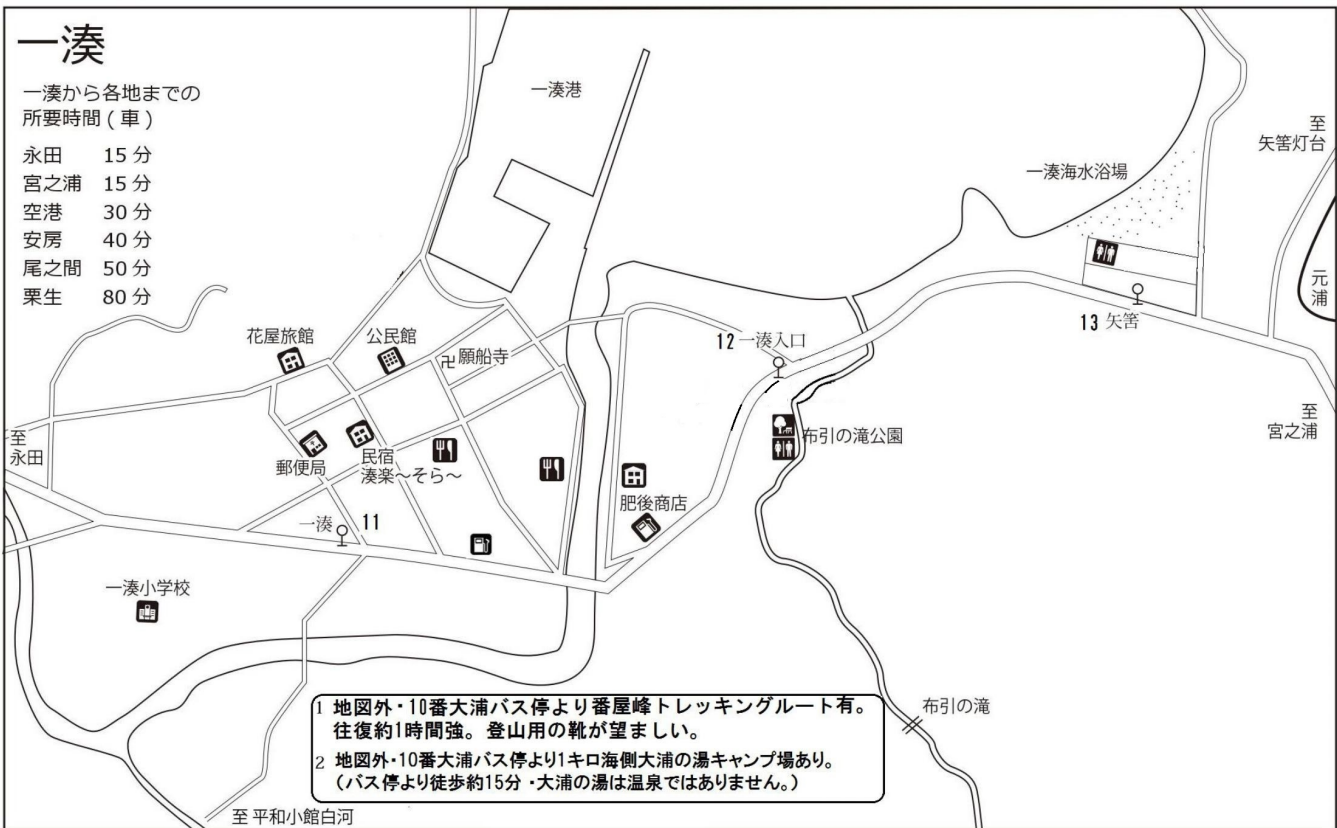 一湊
一湊から各地までの
所要時間(車)
永田 15分
宮之浦 15分
空港 30分
安房 40分
尾之間 50分
栗生 80分
一湊港
至
矢筈灯台
一湊海水浴場
元浦
13 矢筈
至
宮之浦
花屋旅館
公民館
卍願船寺
12 一湊入口
至
永田
郵便局
民宿
湊楽~そら~
布引の滝公園
肥後商店
一湊 11
一湊小学校
布引の滝
1 地図外・10番大浦バス停より番屋峰トレッキングルート有。
往復約1時間強。登山用の靴が望ましい。
2 地図外・10番大浦バス停より1キロ海側大浦の湯キャンプ場あり。
(バス停より徒歩約15分・大浦の湯は温泉ではありません。)
至 平和小館白河